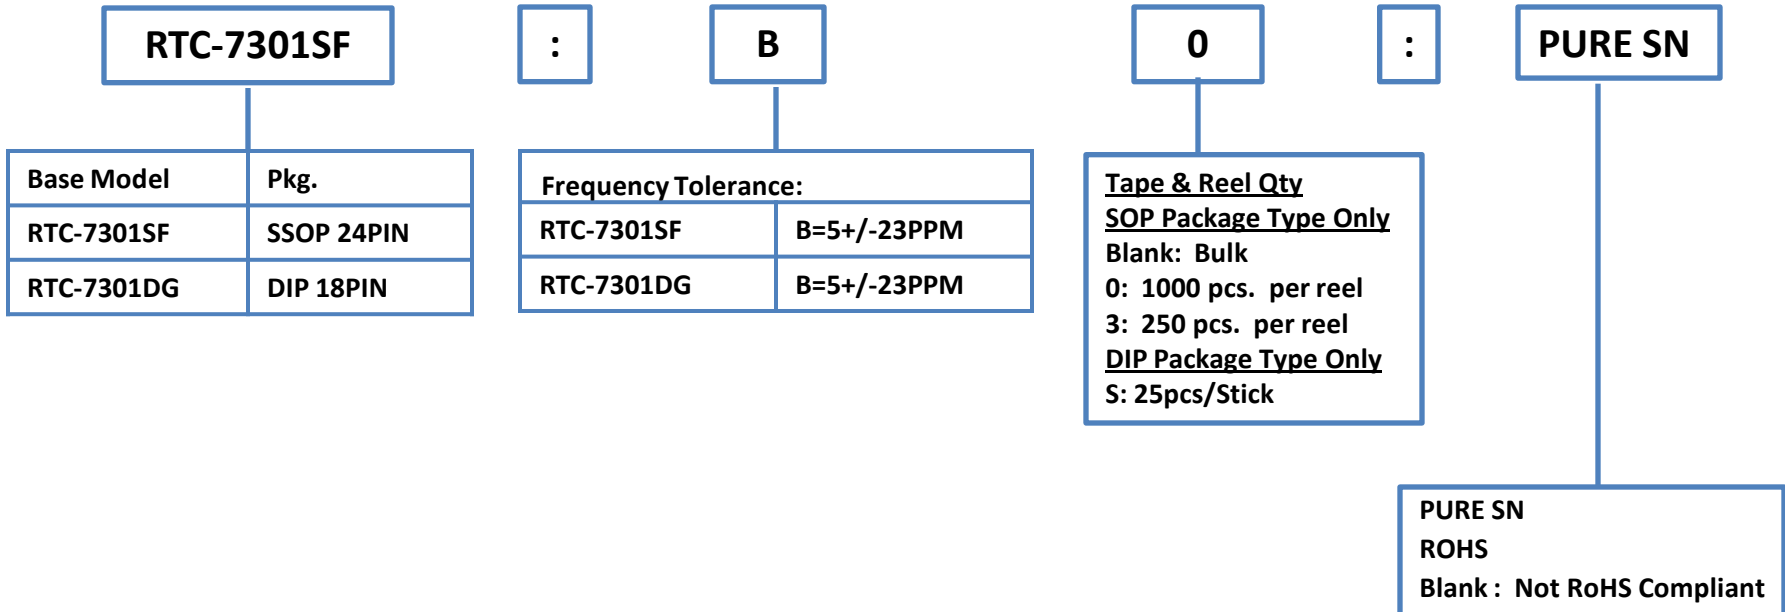 RTC-7301SF : B 0 : PURE SN
Base Model Pkg.
RTC-7301SF SSOP 24PIN
RTC-7301DG DIP 18PIN
Frequency Tolerance:
RTC-7301SF B=5+/-23PPM
RTC-7301DG B=5+/-23PPM
Tape & Reel Qty
SOP Package Type Only
Blank: Bulk
0: 1000 pcs. per reel
3: 250 pcs. per reel
DIP Package Type Only
S: 25pcs/Stick
PURE SN
ROHS
Blank : Not RoHS Compliant